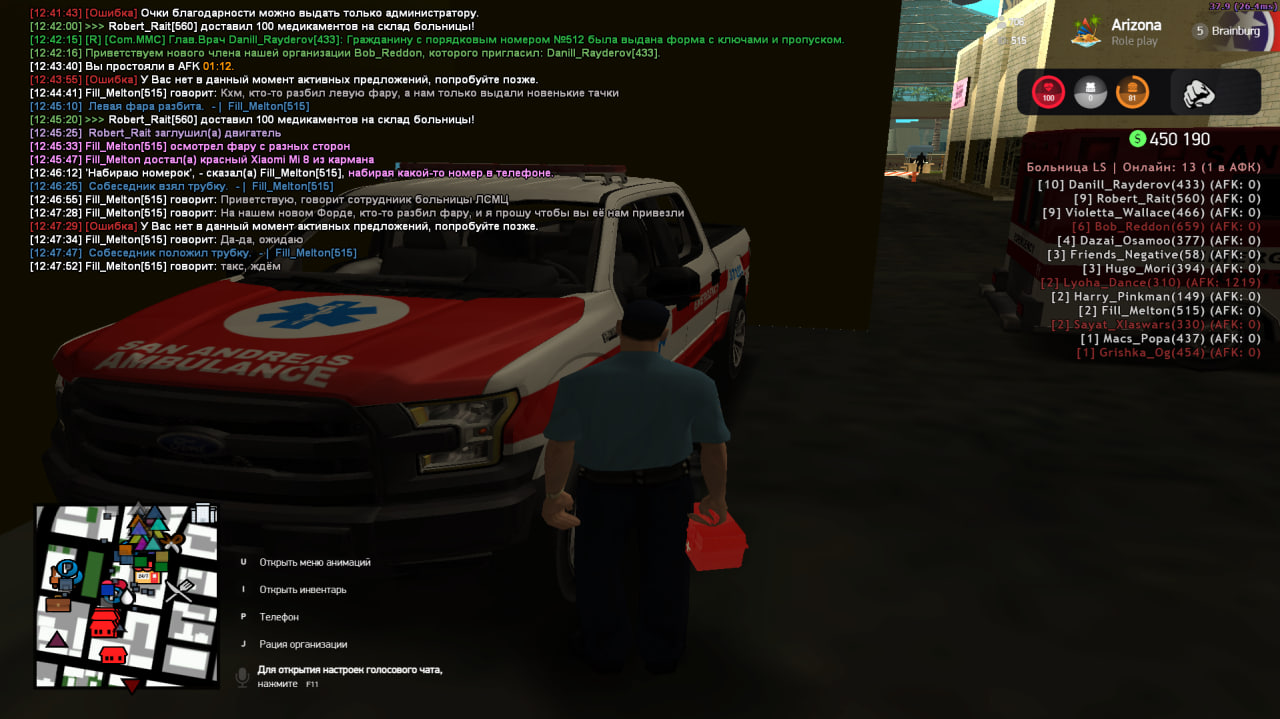 [12:41:43] [Ошибка] Очки благодарности можно выдать только администратору.
[12:42:00] >>> Robert_Rait[560] доставил 100 медикаментов на склад больницы!
[12:42:15] [R] [Com.MMC] Глав.Врач Danill_Rayderov[433]: Гражданину с порядковым номером №512 была выдана форма с ключами и пропуском.
[12:42:16] Приветствуем нового члена нашей организации Bob_Reddon, которого пригласил: Danill_Rayderov[433].
[12:43:40] Вы простояли в AFK 01:12.
[12:43:55] [Ошибка] У Вас нет в данный момент активных предложений, попробуйте позже.
[12:44:41] Fill_Melton[515] говорит: Кхм, кто-то разбил левую фару, а нам только выдали новенькие тачки
[12:45:10] Левая фара разбита. - | Fill_Melton[515]
[12:45:20] >>> Robert_Rait[560] доставил 100 медикаментов на склад больницы!
[12:45:25] Robert_Rait заглушил(а) двигатель
[12:45:33] Fill_Melton[515] осмотрел фару с разных сторон
[12:45:47] Fill_Melton достал(а) красный Xiaomi Mi 8 из кармана
[12:46:12] 'Набираю номерок', - сказал(а) Fill_Melton[515], набирая какой-то номер в телефоне.
[12:46:25] Собеседник взял трубку. - | Fill_Melton[515]
[12:46:55] Fill_Melton[515] говорит: Приветствую, говорит сотрудник больницы ЛСМЦ
[12:47:28] Fill_Melton[515] говорит: На нашем новом Форде, кто-то разбил фару, и я прошу чтобы вы её нам привезли
[12:47:29] [Ошибка] У Вас нет в данный момент активных предложений, попробуйте позже.
[12:47:34] Fill_Melton[515] говорит: Да-да, ожидаю
[12:47:47] Собеседник положил трубку. - | Fill_Melton[515]
[12:47:52] Fill_Melton[515] говорит: такс, ждём
37.9 (26.4ms)
515
Arizona
Role play
5 Brainburg
100
0
81
$ 450 190
Больница LS | Онлайн: 13 (1 в АФК)
[10] Danill_Rayderov(433) (AFK: 0)
[9] Robert_Rait(560) (AFK: 0)
[9] Violetta_Wallace(466) (AFK: 0)
[6] Bob_Reddon(659) (AFK: 0)
[4] Dazai_Osamoo(377) (AFK: 0)
[3] Friends_Negative(58) (AFK: 0)
[3] Hugo_Mori(394) (AFK: 0)
[2] Lyoha_Dance(310) (AFK: 1219)
[2] Harry_Pinkman(149) (AFK: 0)
[2] Fill_Melton(515) (AFK: 0)
[2] Sayat_Xlaswars(330) (AFK: 0)
[1] Macs_Popa(437) (AFK: 0)
[1] Grishka_Og(454) (AFK: 0)
SAN ANDREAS
AMBULANCE
Ford
24/7
P
U Открыть меню анимаций
I Открыть инвентарь
P Телефон
J Рация организации
Для открытия настроек голосового чата,
нажмите F11